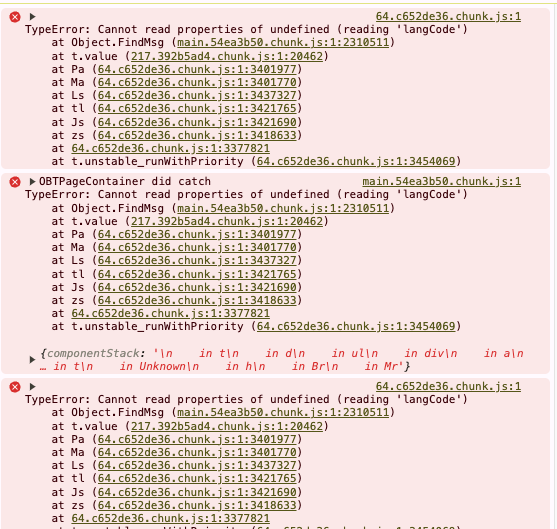 64.c652de36.chunk.js:1
TypeError: Cannot read properties of undefined (reading 'langCode')
at Object.FindMsg (main.54ea3b50.chunk.js:1:2310511)
at t.value (217.392b5ad4.chunk.js:1:20462)
at Pa (64.c652de36.chunk.js:1:3401977)
at Ma (64.c652de36.chunk.js:1:3401770)
at Ls (64.c652de36.chunk.js:1:3437327)
at tl (64.c652de36.chunk.js:1:3421765)
at Js (64.c652de36.chunk.js:1:3421690)
at zs (64.c652de36.chunk.js:1:3418633)
at 64.c652de36.chunk.js:1:3377821
at t.unstable_runWithPriority (64.c652de36.chunk.js:1:3454069)
OBTPageContainer did catch main.54ea3b50.chunk.js:1
TypeError: Cannot read properties of undefined (reading 'langCode')
at Object.FindMsg (main.54ea3b50.chunk.js:1:2310511)
at t.value (217.392b5ad4.chunk.js:1:20462)
at Pa (64.c652de36.chunk.js:1:3401977)
at Ma (64.c652de36.chunk.js:1:3401770)
at Ls (64.c652de36.chunk.js:1:3437327)
at tl (64.c652de36.chunk.js:1:3421765)
at Js (64.c652de36.chunk.js:1:3421690)
at zs (64.c652de36.chunk.js:1:3418633)
at 64.c652de36.chunk.js:1:3377821
at t.unstable_runWithPriority (64.c652de36.chunk.js:1:3454069)
{componentStack: '\n    in t\n    in d\n    in ul\n    in div\n    in a\n
… in t\n    in Unknown\n    in h\n    in Br\n    in Mr'}
64.c652de36.chunk.js:1
TypeError: Cannot read properties of undefined (reading 'langCode')
at Object.FindMsg (main.54ea3b50.chunk.js:1:2310511)
at t.value (217.392b5ad4.chunk.js:1:20462)
at Pa (64.c652de36.chunk.js:1:3401977)
at Ma (64.c652de36.chunk.js:1:3401770)
at Ls (64.c652de36.chunk.js:1:3437327)
at tl (64.c652de36.chunk.js:1:3421765)
at Js (64.c652de36.chunk.js:1:3421690)
at zs (64.c652de36.chunk.js:1:3418633)
at 64.c652de36.chunk.js:1:3377821